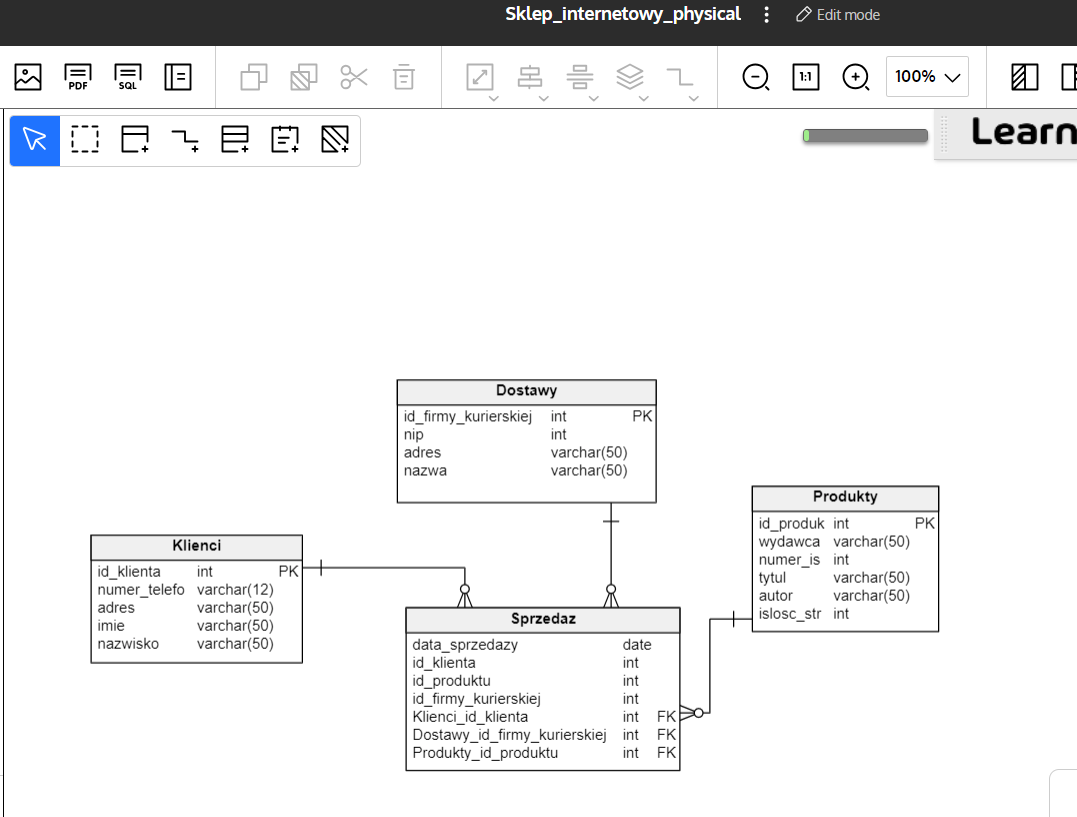 Sklep_internetowy_physical
Edit mode
PDF
SQL
1:1
100%
Learn
Dostawy
id_firmy_kurierskiej int PK
nip int
adres varchar(50)
nazwa varchar(50)
Produkty
id_produk int PK
wydawca varchar(50)
numer_is int
tytul varchar(50)
autor varchar(50)
islosc_str int
Klienci
id_klienta int PK
numer_telefo varchar(12)
adres varchar(50)
imie varchar(50)
nazwisko varchar(50)
Sprzedaz
data_sprzedazy date
id_klienta int
id_produktu int
id_firmy_kurierskiej int
Klienci_id_klienta int FK
Dostawy_id_firmy_kurierskiej int FK
Produkty_id_produktu int FK